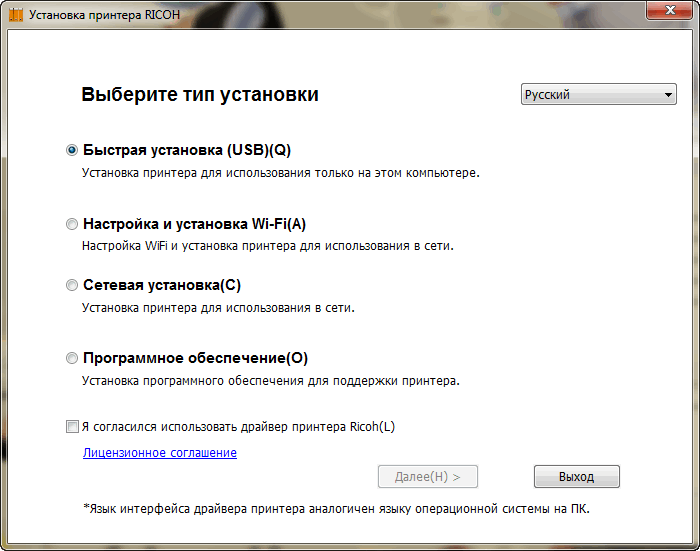 Установка принтера RICOH
Выберите тип установки
Русский
Быстрая установка (USB)(Q)
Установка принтера для использования только на этом компьютере.
Настройка и установка Wi-Fi(A)
Настройка WiFi и установка принтера для использования в сети.
Сетевая установка(C)
Установка принтера для использования в сети.
Программное обеспечение(O)
Установка программного обеспечения для поддержки принтера.
Я согласился использовать драйвер принтера Ricoh(L)
Лицензионное соглашение
Далее(H) >
Выход
*Язык интерфейса драйвера принтера аналогичен языку операционной системы на ПК.